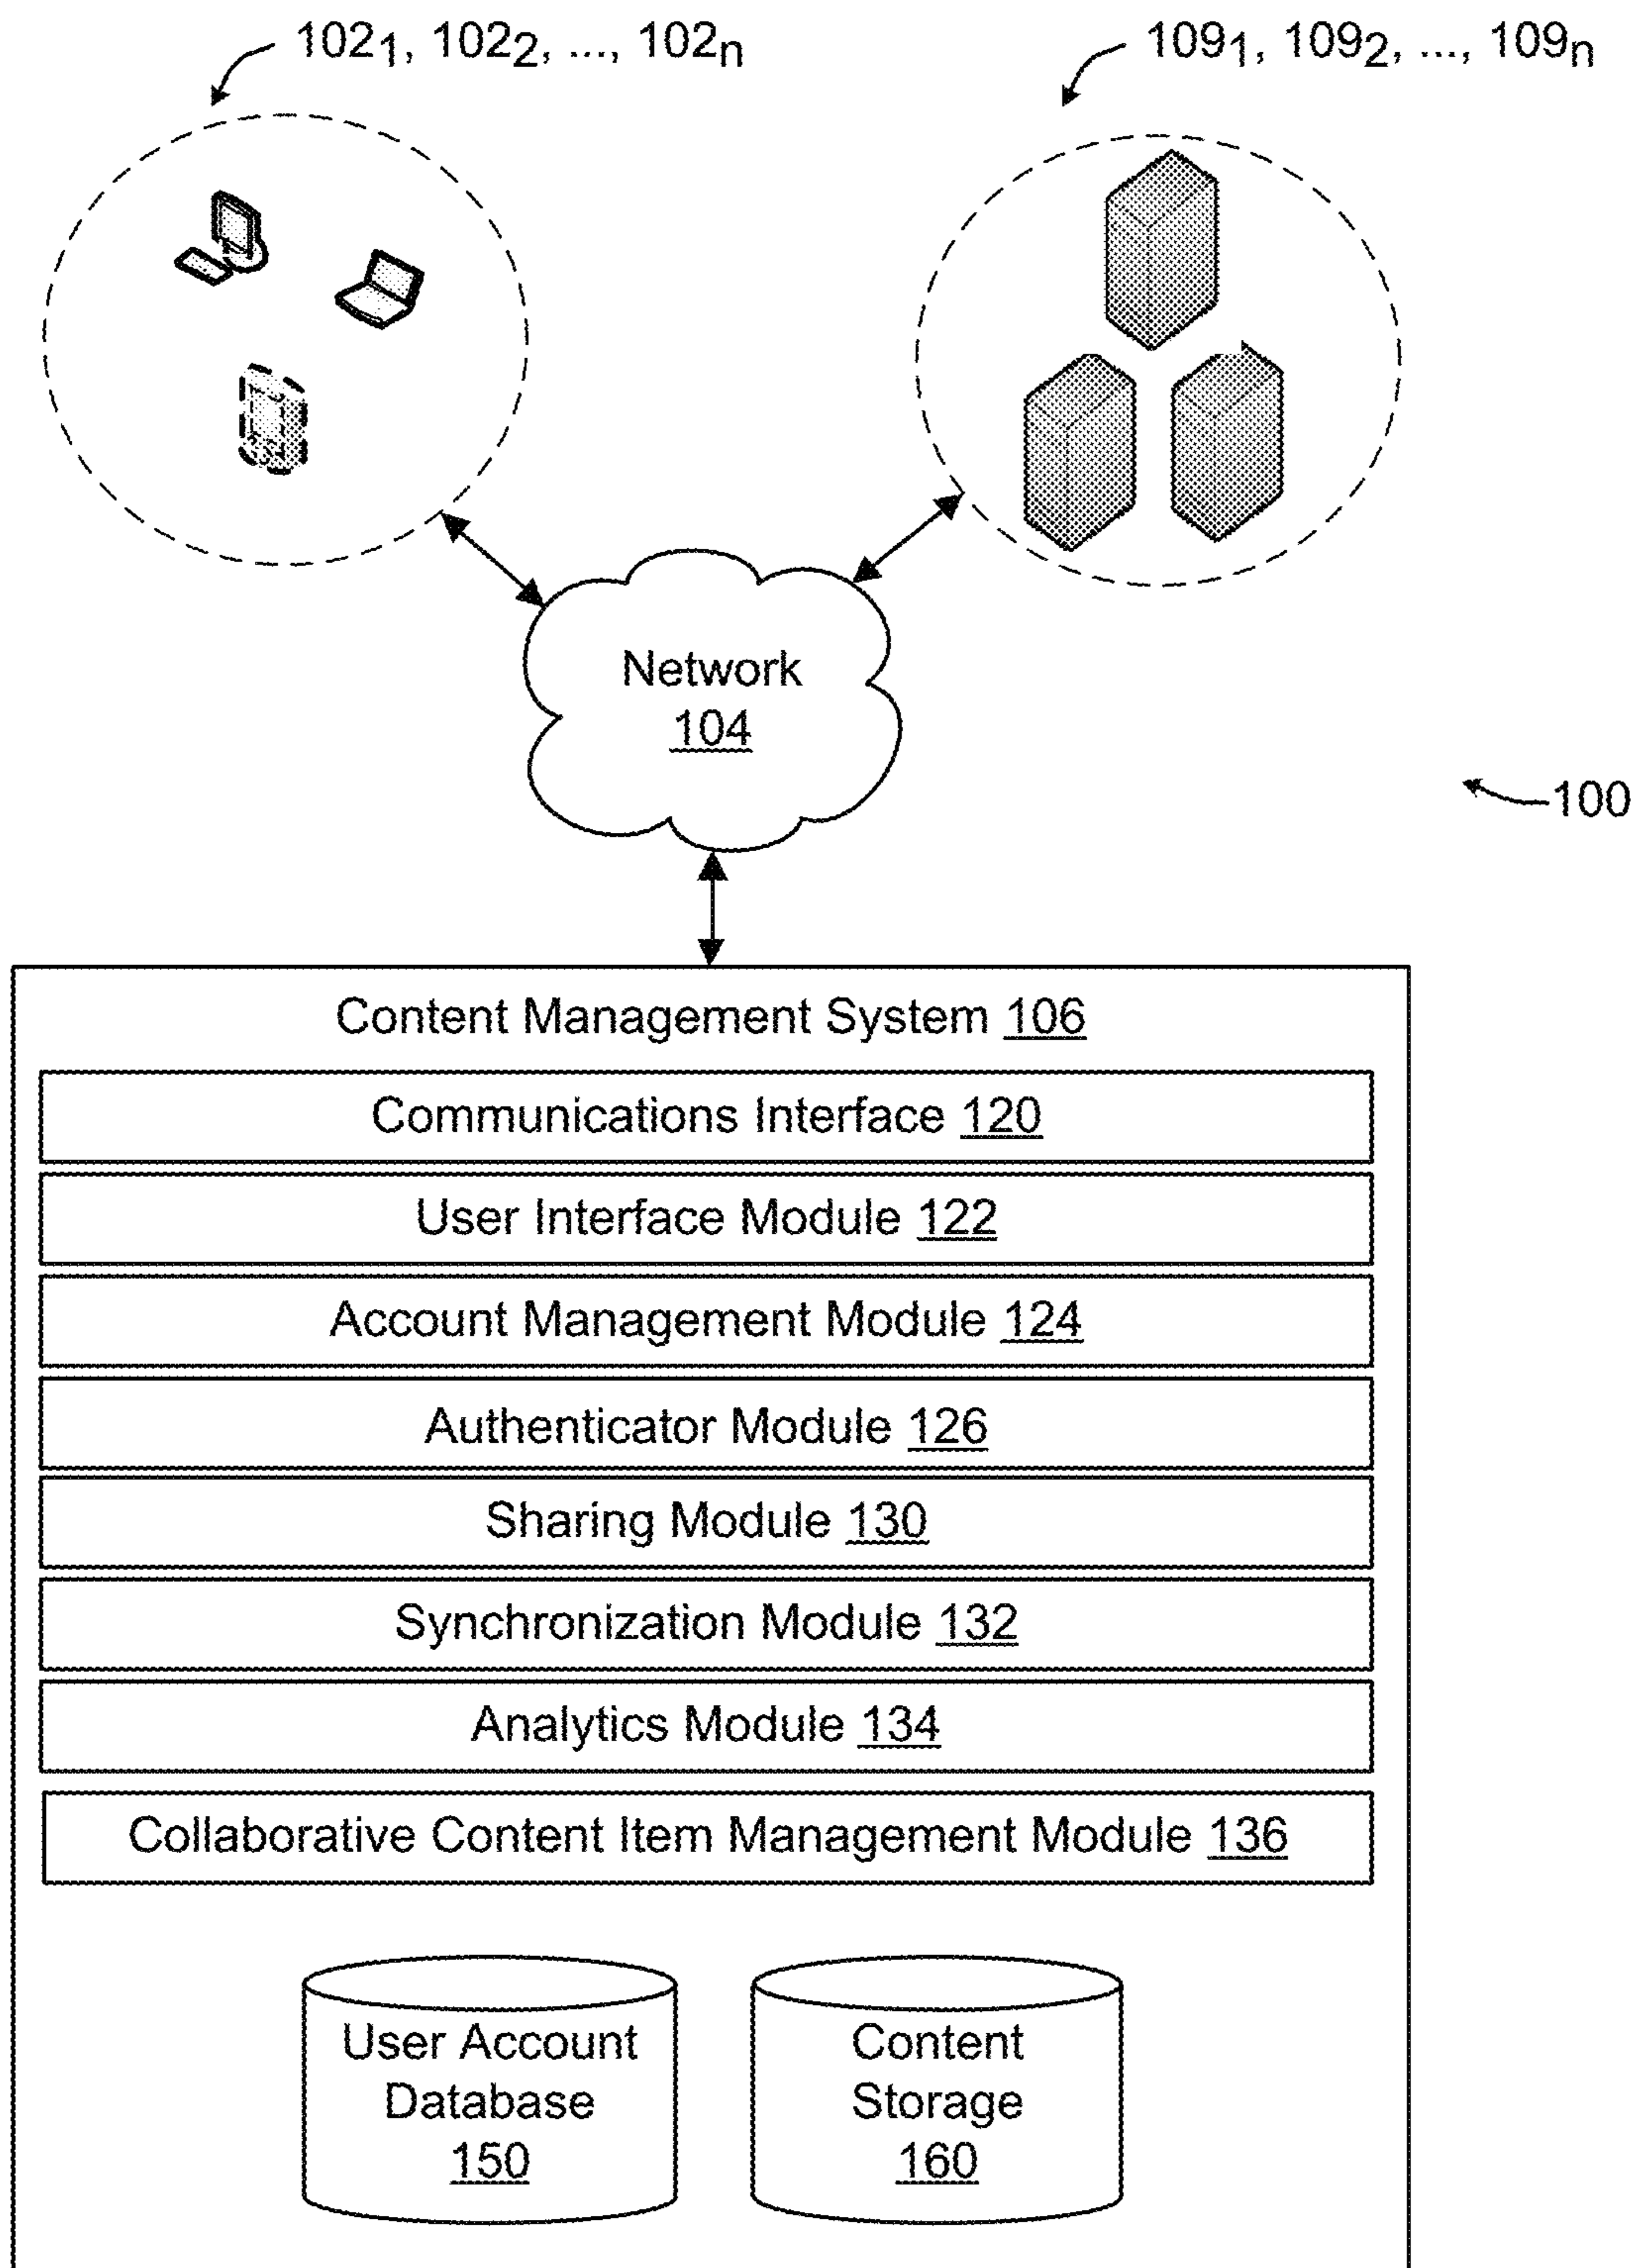 102₁, 102₂, ..., 102ₙ
109₁, 109₂, ..., 109ₙ
Network
104
100
Content Management System 106
Communications Interface 120
User Interface Module 122
Account Management Module 124
Authenticator Module 126
Sharing Module 130
Synchronization Module 132
Analytics Module 134
Collaborative Content Item Management Module 136
User Account
Database
150
Content
Storage
160